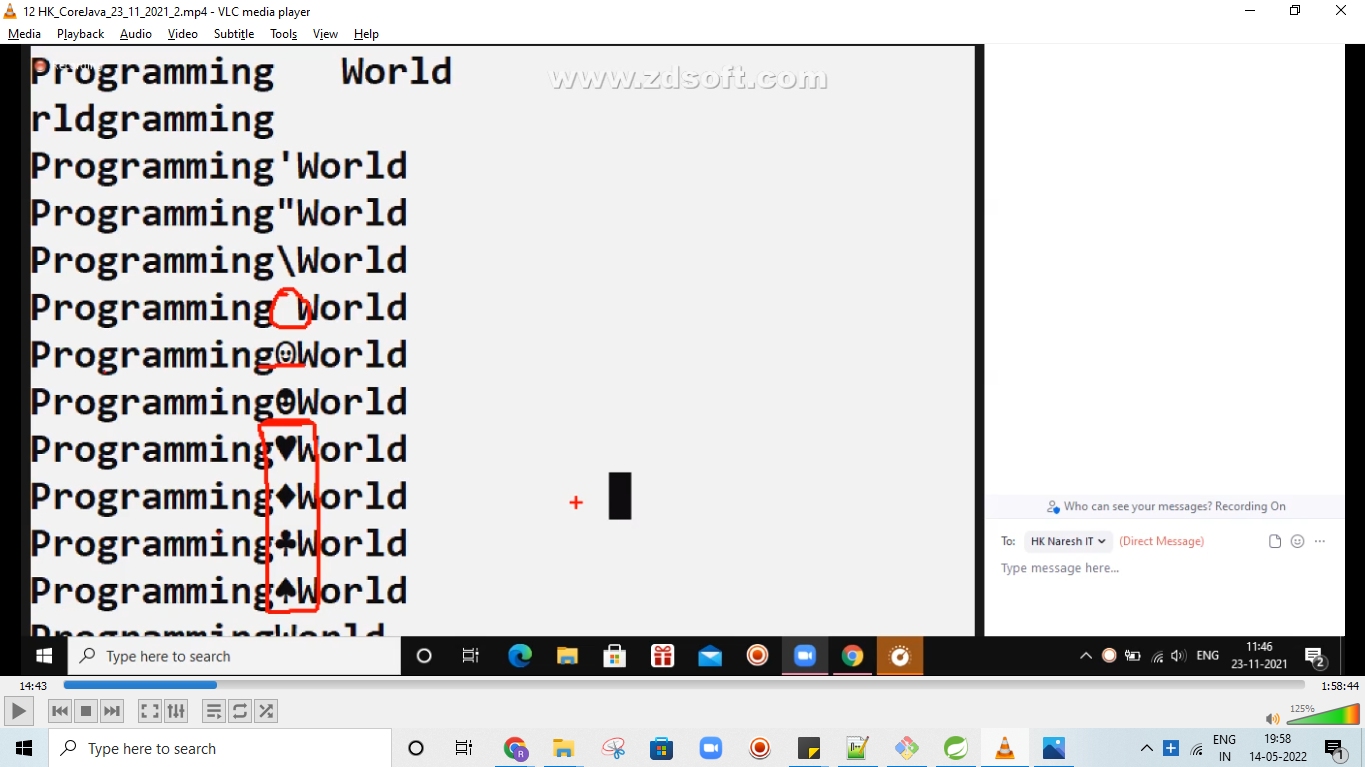 12 HK_CoreJava_23_11_2021_2.mp4 - VLC media player
Media Playback Audio Video Subtitle Tools View Help
Programming World
www.zdsoft.com
rldgramming
Programming'World
Programming"World
Programming\World
Programming World
Programming☺World
Programming☻World
Programming♥World
Programming♦World
Programming♣World
Programming♠World
ProgrammingWorld
Who can see your messages? Recording On
To: HK Naresh IT (Direct Message)
Type message here...
Type here to search
ENG
11:46
23-11-2021
2
14:43
1:58:44
125%
Type here to search
ENG
IN
19:58
14-05-2022
1